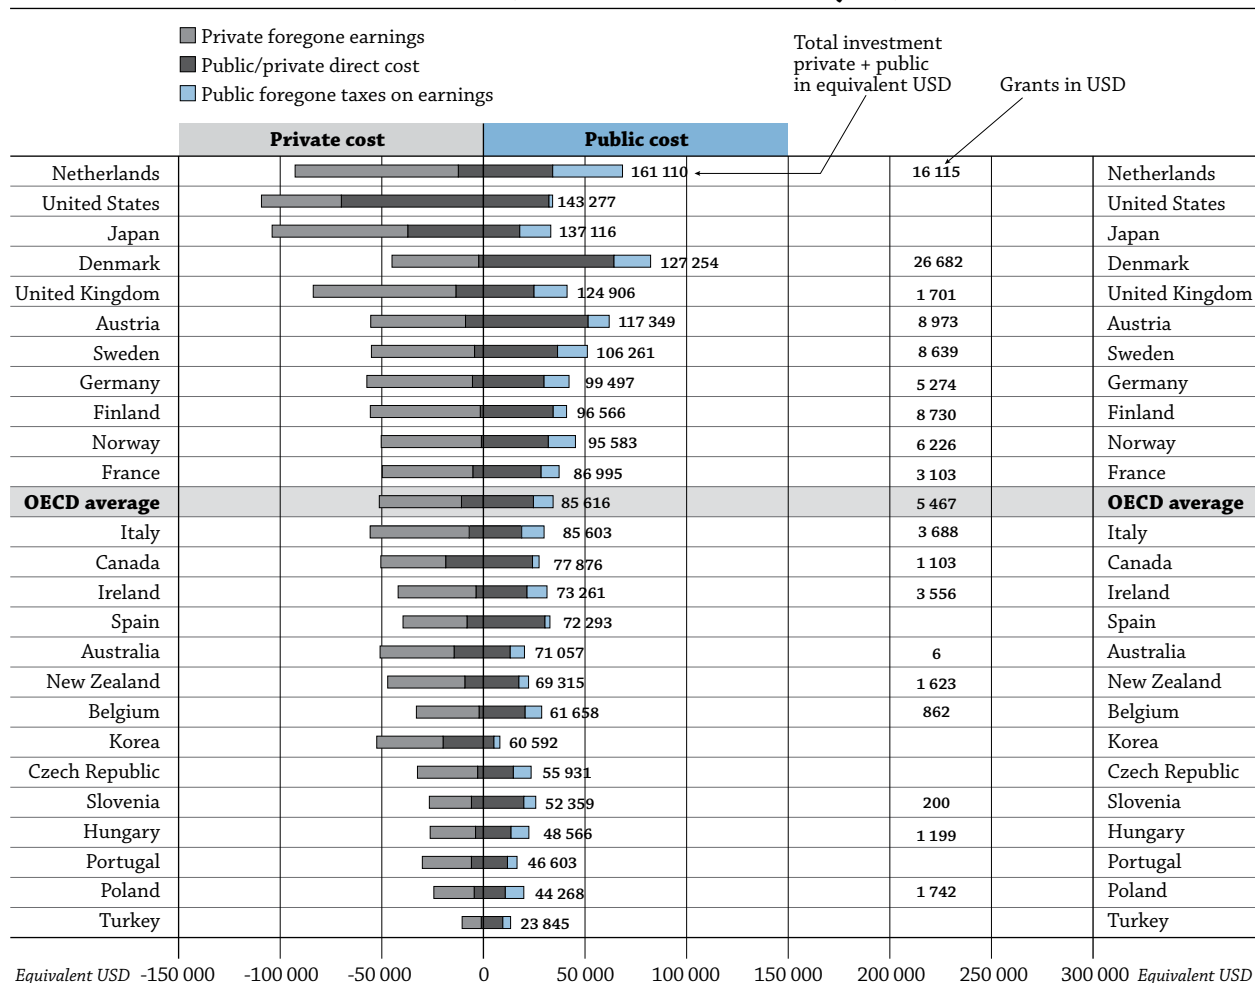 Private foregone earnings
Public/private direct cost
Public foregone taxes on earnings
Total investment
private + public
in equivalent USD
Grants in USD
Private cost Public cost
Netherlands 161 110 16 115 Netherlands
United States 143 277 United States
Japan 137 116 Japan
Denmark 127 254 26 682 Denmark
United Kingdom 124 906 1 701 United Kingdom
Austria 117 349 8 973 Austria
Sweden 106 261 8 639 Sweden
Germany 99 497 5 274 Germany
Finland 96 566 8 730 Finland
Norway 95 583 6 226 Norway
France 86 995 3 103 France
OECD average 85 616 5 467 OECD average
Italy 85 603 3 688 Italy
Canada 77 876 1 103 Canada
Ireland 73 261 3 556 Ireland
Spain 72 293 Spain
Australia 71 057 6 Australia
New Zealand 69 315 1 623 New Zealand
Belgium 61 658 862 Belgium
Korea 60 592 Korea
Czech Republic 55 931 Czech Republic
Slovenia 52 359 200 Slovenia
Hungary 48 566 1 199 Hungary
Portugal 46 603 Portugal
Poland 44 268 1 742 Poland
Turkey 23 845 Turkey
Equivalent USD -150 000 -100 000 -50 000 0 50 000 100 000 150 000 200 000 250 000 300 000 Equivalent USD